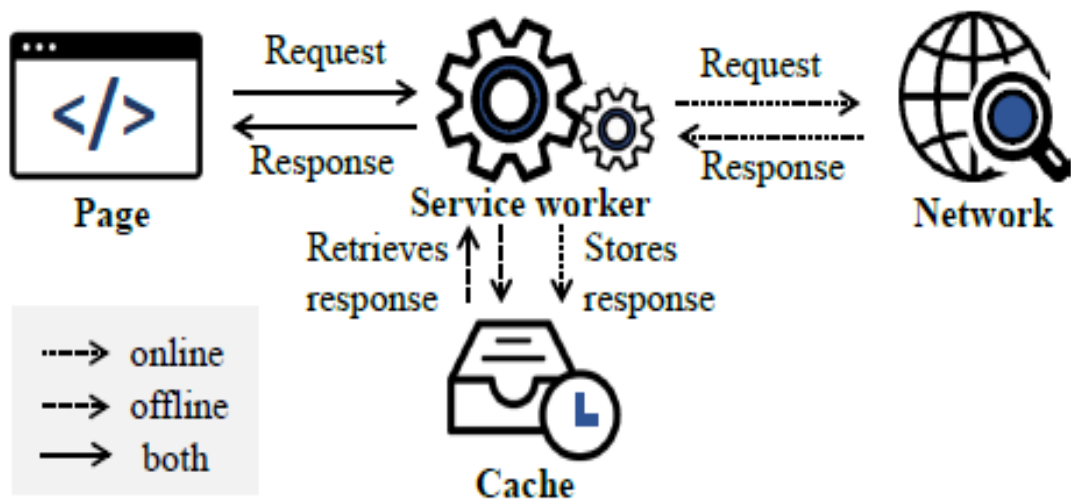 </>
Request
Response
Page
Service worker
Request
Response
Network
Retrieves
response
Stores
response
Cache
online
offline
both